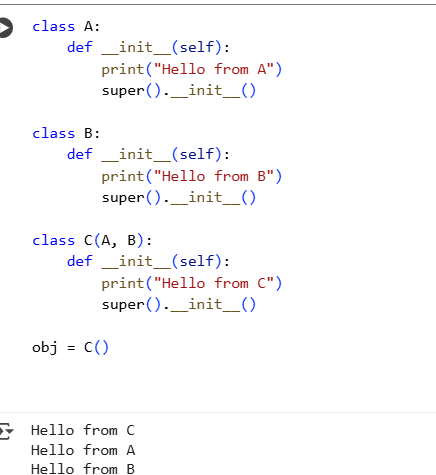 class A:
    def __init__(self):
        print("Hello from A")
        super().__init__()

class B:
    def __init__(self):
        print("Hello from B")
        super().__init__()

class C(A, B):
    def __init__(self):
        print("Hello from C")
        super().__init__()

obj = C()

Hello from C
Hello from A
Hello from B